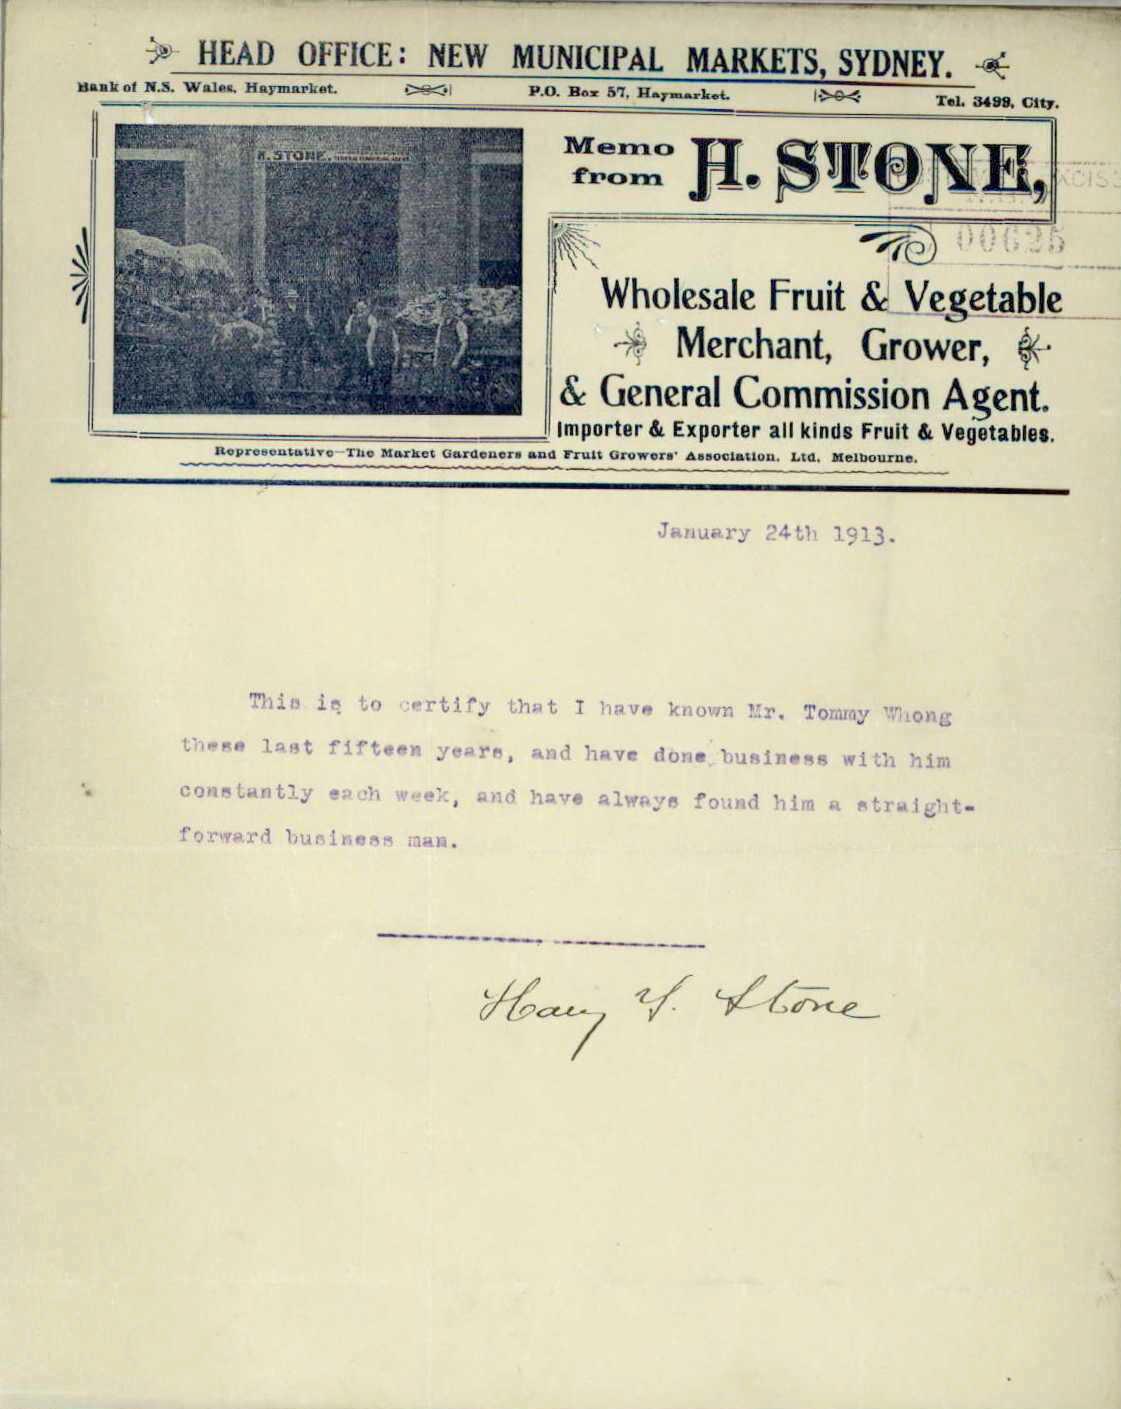 HEAD OFFICE: NEW MUNICIPAL MARKETS, SYDNEY.
Bank of N.S. Wales, Haymarket. P.O. Box 57, Haymarket. Tel. 3499, City.
H. STONE.
Memo from H. STONE,
00625
Wholesale Fruit & Vegetable
Merchant, Grower,
& General Commission Agent.
Importer & Exporter all kinds Fruit & Vegetables.
Representative—The Market Gardeners and Fruit Growers' Association, Ltd, Melbourne.
January 24th 1913.
This is to certify that I have known Mr. Tommy Whong
these last fifteen years, and have done business with him
constantly each week, and have always found him a straight-
forward business man.
Harry Y. Stone